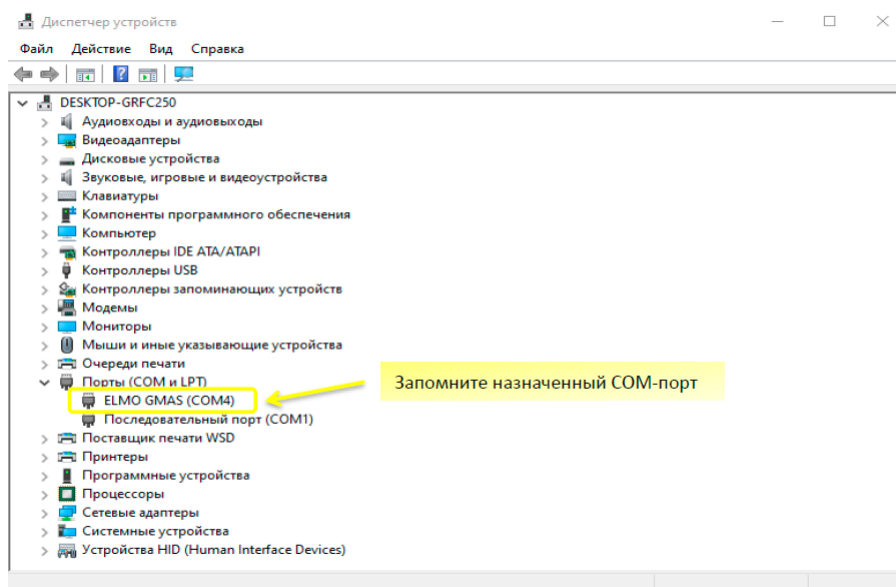 Диспетчер устройств
Файл Действие Вид Справка
DESKTOP-GRFC250
Аудиовходы и аудиовыходы
Видеоадаптеры
Дисковые устройства
Звуковые, игровые и видеоустройства
Клавиатуры
Компоненты программного обеспечения
Компьютер
Контроллеры IDE ATA/ATAPI
Контроллеры USB
Контроллеры запоминающих устройств
Модемы
Мониторы
Мыши и иные указывающие устройства
Очереди печати
Порты (COM и LPT)
Запомните назначенный COM-порт
ELMO GMAS (COM4)
Последовательный порт (COM1)
Поставщик печати WSD
Принтеры
Программные устройства
Процессоры
Сетевые адаптеры
Системные устройства
Устройства HID (Human Interface Devices)